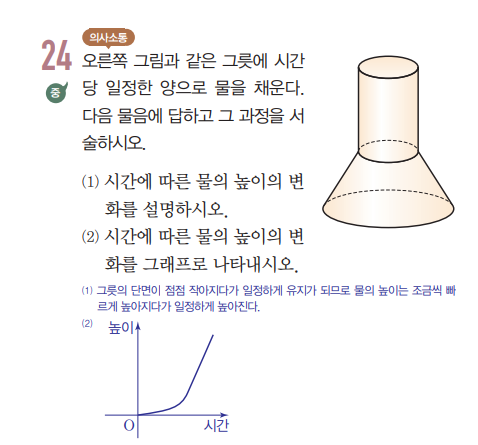 의사소통
24
중
오른쪽 그림과 같은 그릇에 시간
당 일정한 양으로 물을 채운다.
다음 물음에 답하고 그 과정을 서
술하시오.
(1) 시간에 따른 물의 높이의 변
화를 설명하시오.
(2) 시간에 따른 물의 높이의 변
화를 그래프로 나타내시오.
(1) 그릇의 단면이 점점 작아지다가 일정하게 유지가 되므로 물의 높이는 조금씩 빠
르게 높아지다가 일정하게 높아진다.
(2)
높이
O
시간